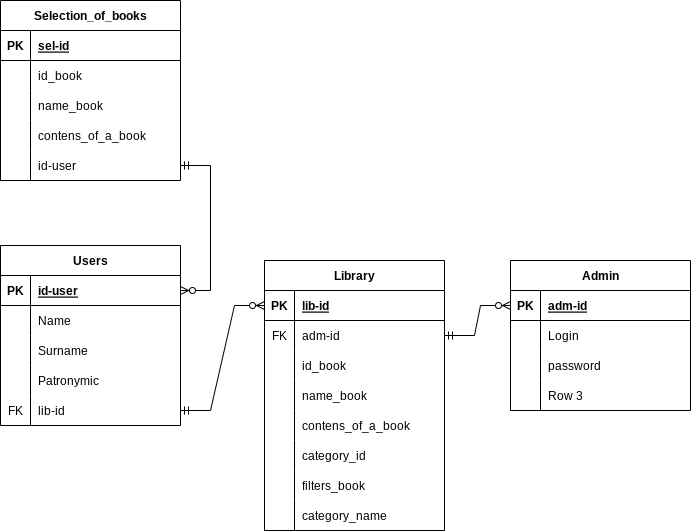 Selection_of_books
PK sel-id
id_book
name_book
contens_of_a_book
id-user
Users
PK id-user
Name
Surname
Patronymic
FK lib-id
Library
PK lib-id
FK adm-id
id_book
name_book
contens_of_a_book
category_id
filters_book
category_name
Admin
PK adm-id
Login
password
Row 3